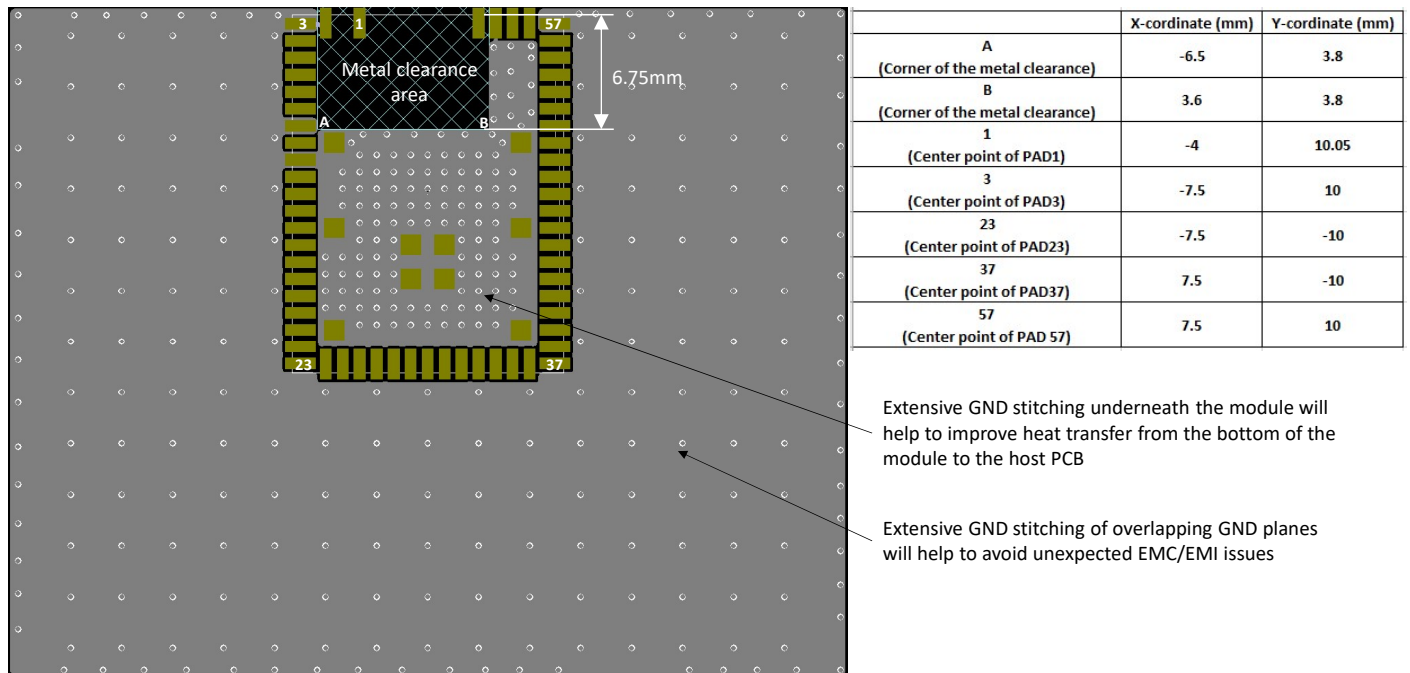 3 1 57
Metal clearance
area
6.75mm
A B
23 37
X-cordinate (mm) Y-cordinate (mm)
A
(Corner of the metal clearance) -6.5 3.8
B
(Corner of the metal clearance) 3.6 3.8
1
(Center point of PAD1) -4 10.05
3
(Center point of PAD3) -7.5 10
23
(Center point of PAD23) -7.5 -10
37
(Center point of PAD37) 7.5 -10
57
(Center point of PAD 57) 7.5 10
Extensive GND stitching underneath the module will
help to improve heat transfer from the bottom of the
module to the host PCB
Extensive GND stitching of overlapping GND planes
will help to avoid unexpected EMC/EMI issues